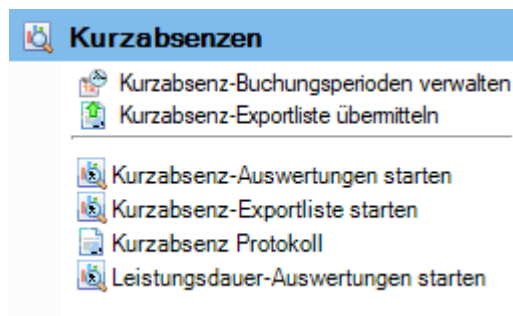 Kurzabsenzen
Kurzabsenz-Buchungsperioden verwalten
Kurzabsenz-Exportliste übermitteln
Kurzabsenz-Auswertungen starten
Kurzabsenz-Exportliste starten
Kurzabsenz Protokoll
Leistungsdauer-Auswertungen starten